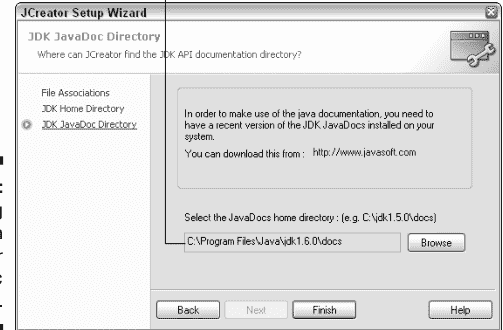 JCreator Setup Wizard
JDK JavaDoc Directory
Where can JCreator find the JDK API documentation directory?
File Associations
JDK Home Directory
JDK JavaDoc Directory
In order to make use of the java documentation, you need to
have a recent version of the JDK JavaDocs installed on your
system.
You can download this from : http://www.javasoft.com
Select the JavaDocs home directory : (e.g. C:\jdk1.5.0\docs)
C:\Program Files\Java\jdk1.6.0\docs
Browse
Back
Next
Finish
Help